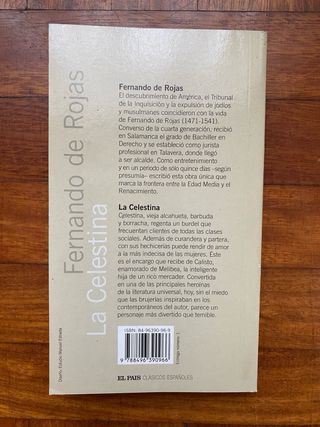 Fernando de Rojas
La Celestina
Fernando de Rojas
El descubrimiento de América, el Tribunal
de la Inquisición y la expulsión de judíos
y musulmanes coincidieron con la vida
de Fernando de Rojas (1471-1541).
Converso de la cuarta generación, recibió
en Salamanca el grado de Bachiller en
Derecho y se estableció como jurista
profesional en Talavera, donde llegó
a ser alcalde. Como entretenimiento
y en un periodo de solo quince días -según
presumía- escribió esta obra única que
marca la frontera entre la Edad Media y el
Renacimiento.
La Celestina
Celestina, vieja alcahueta, barbuda
y borracha, regenta un burdel que
frecuentan clientes de todas las clases
sociales. Además de curandera y partera,
con sus hechicerías puede rendir de amor
a la más indecisa de las mujeres. Este
es el encargo que recibe de Calisto,
enamorado de Melibea, la inteligente
hija de un rico mercader. Convertida
en una de las principales heroínas
de la literatura universal, hoy, sin el miedo
que las brujerías inspiraban en los
contemporáneos del autor, parece un
personaje más divertido que temible.
ISBN 84-96390-96-9
9 788496 390966
EL PAIS CLÁSICOS ESPAÑOLES